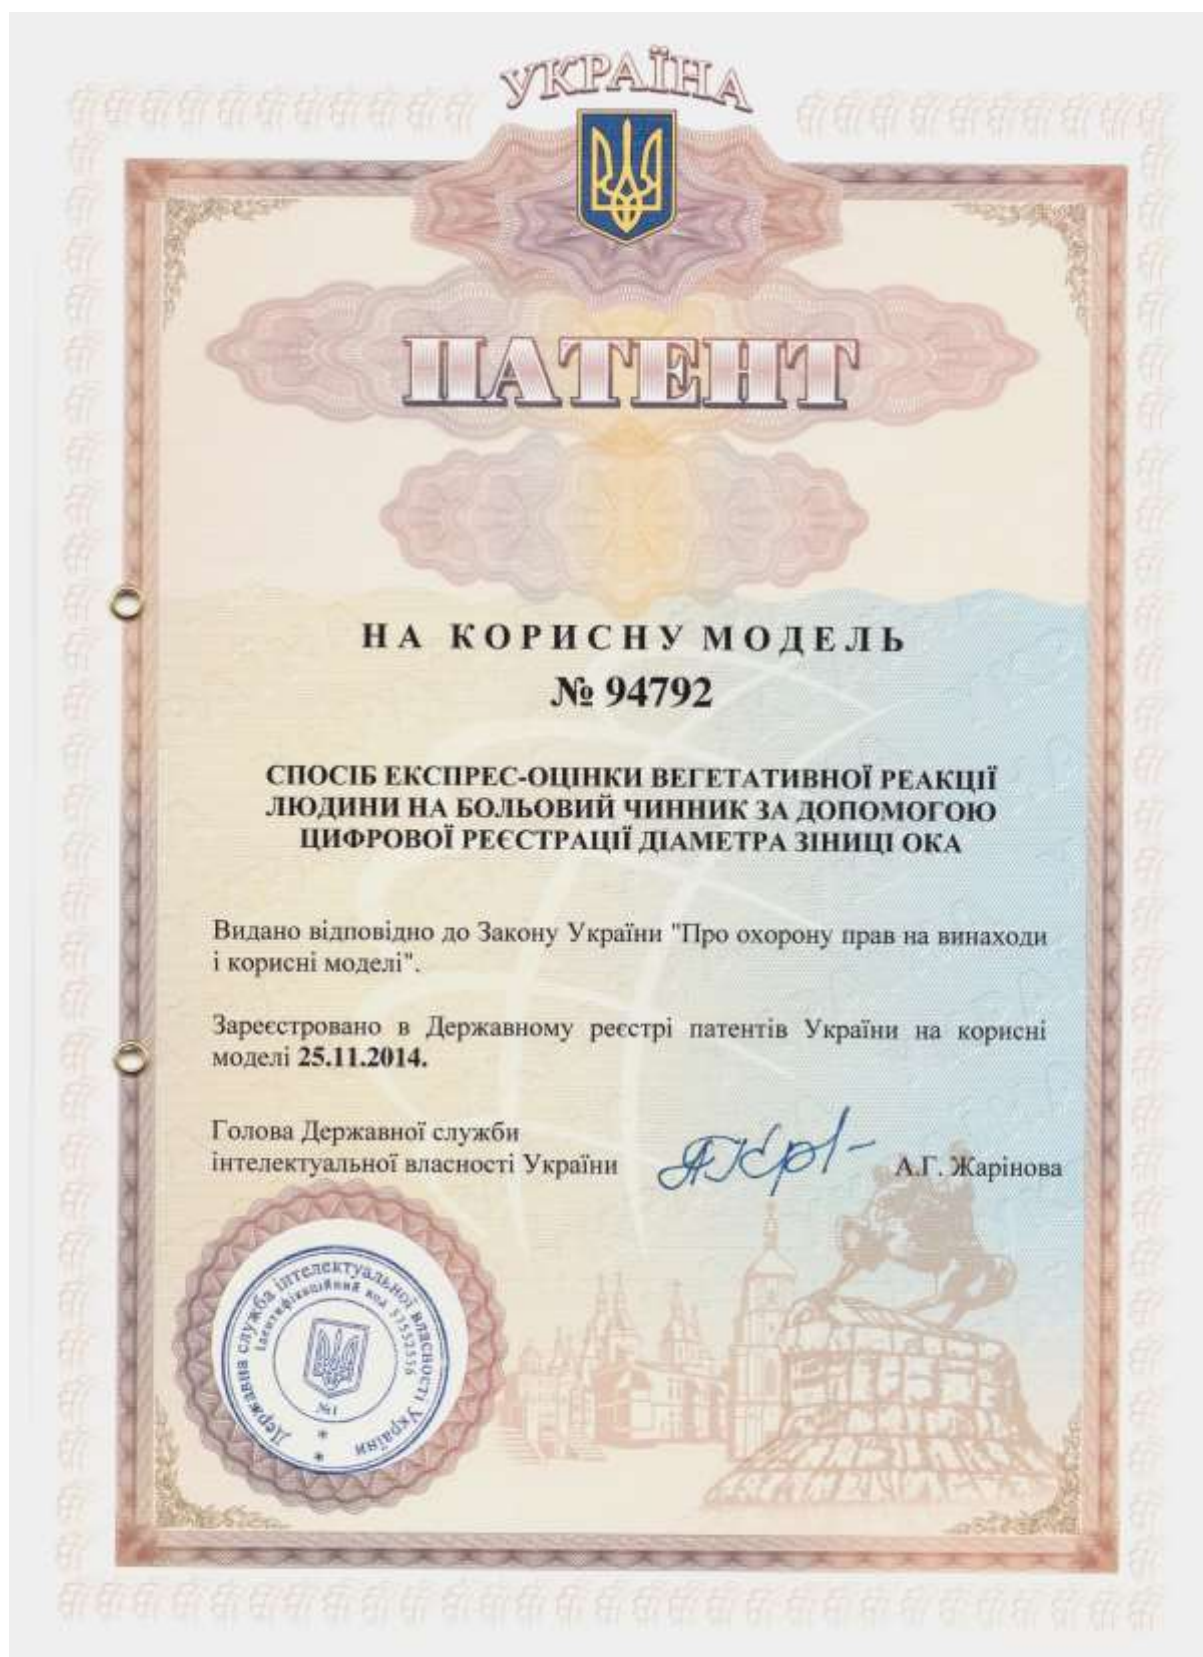 УКРАЇНА
ПАТЕНТ
НА КОРИСНУ МОДЕЛЬ
№ 94792
СПОСІБ ЕКСПРЕС-ОЦІНКИ ВЕГЕТАТИВНОЇ РЕАКЦІЇ
ЛЮДИНИ НА БОЛЬОВИЙ ЧИННИК ЗА ДОПОМОГОЮ
ЦИФРОВОЇ РЕЄСТРАЦІЇ ДІАМЕТРА ЗІНИЦІ ОКА
Видано відповідно до Закону України "Про охорону прав на винаходи
і корисні моделі".
Зареєстровано в Державному реєстрі патентів України на корисні
моделі 25.11.2014.
Голова Державної служби
інтелектуальної власності України
А.Г. Жарінова
Державна служба інтелектуальної власності України
Ідентифікаційний код
№1